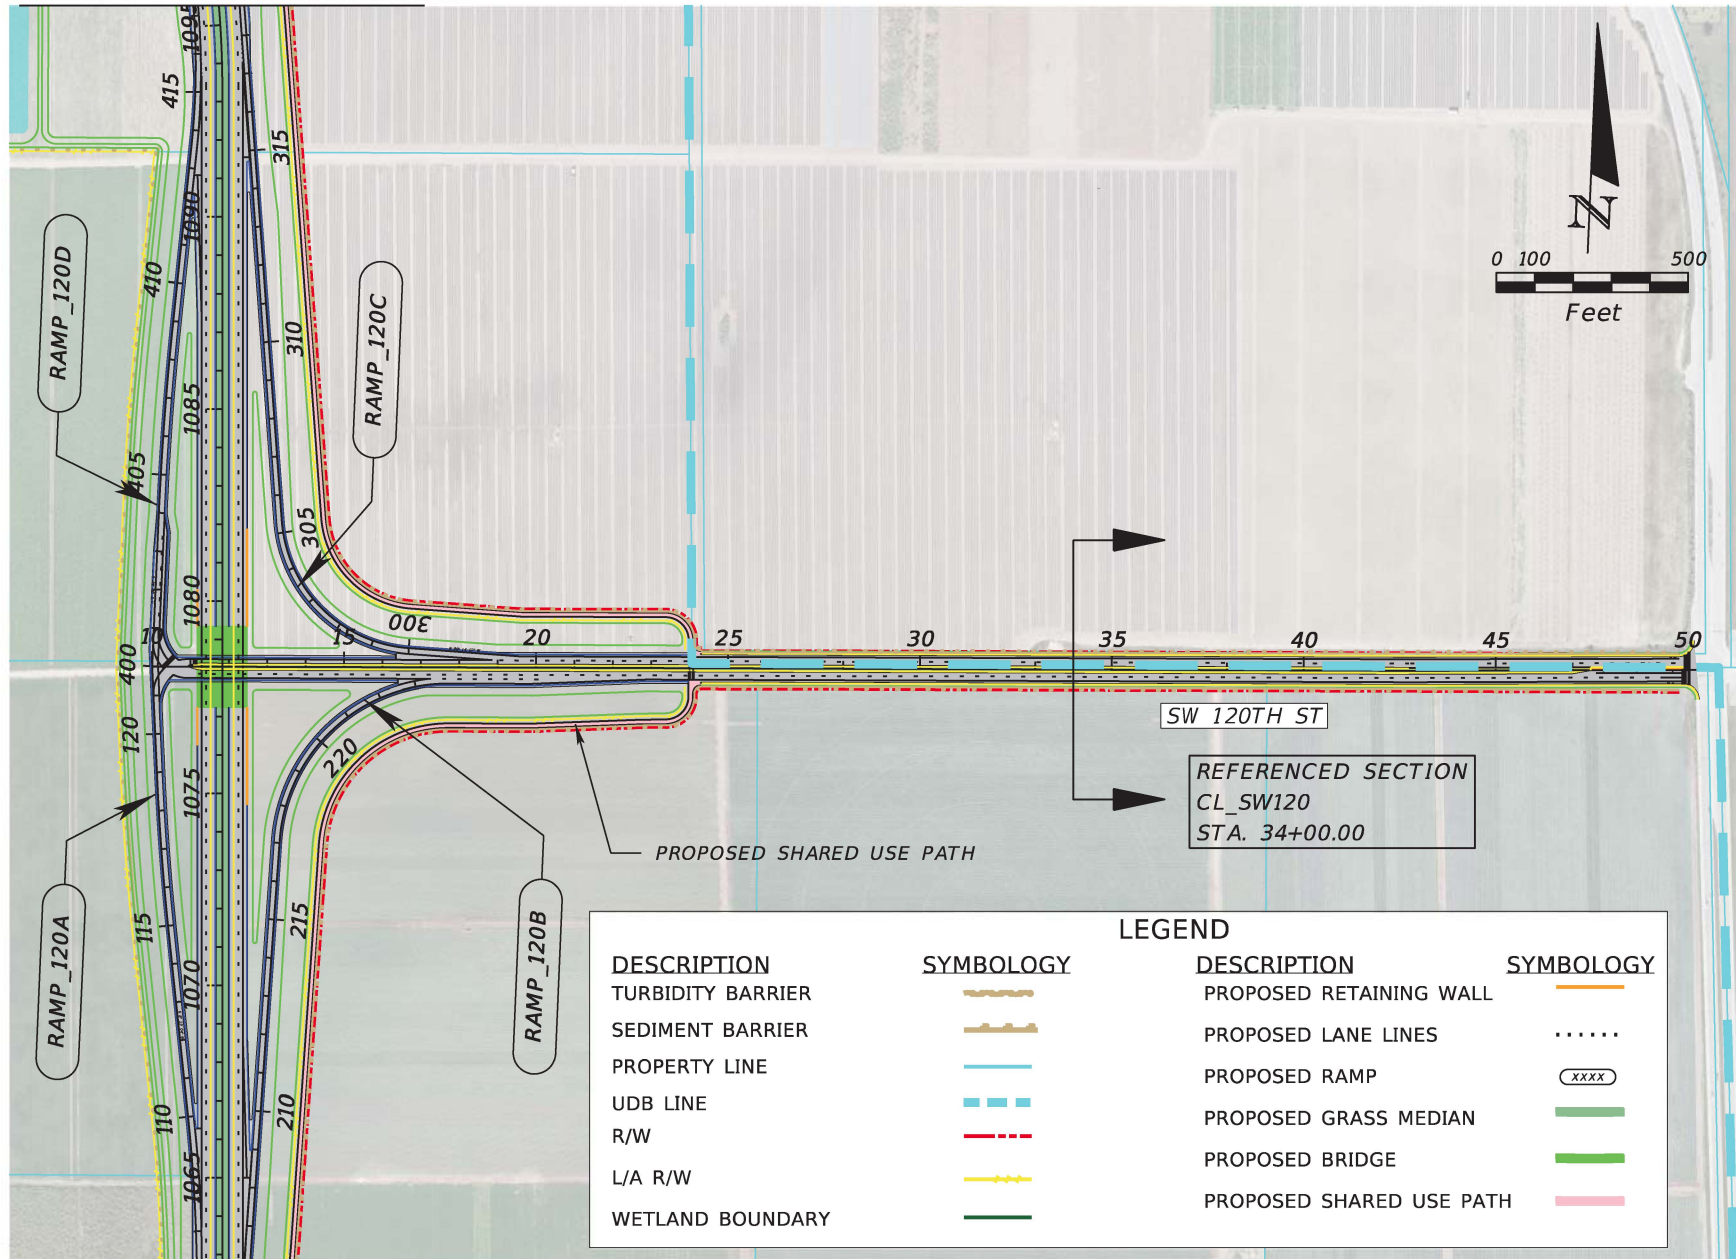 1095
415
315
1090
410
310
RAMP_120D
RAMP_120C
1085
405
305
1080
300
10
15
20
25
30
35
40
45
50
400
N
0 100 500
Feet
SW 120TH ST
REFERENCED SECTION
CL_SW120
STA. 34+00.00
120
220
1075
PROPOSED SHARED USE PATH
RAMP_120A
RAMP_120B
115
215
1070
110
210
1065
LEGEND
DESCRIPTION SYMBOLOGY
TURBIDITY BARRIER
SEDIMENT BARRIER
PROPERTY LINE
UDB LINE
R/W
L/A R/W
WETLAND BOUNDARY
DESCRIPTION SYMBOLOGY
PROPOSED RETAINING WALL
PROPOSED LANE LINES
PROPOSED RAMP XXXX
PROPOSED GRASS MEDIAN
PROPOSED BRIDGE
PROPOSED SHARED USE PATH